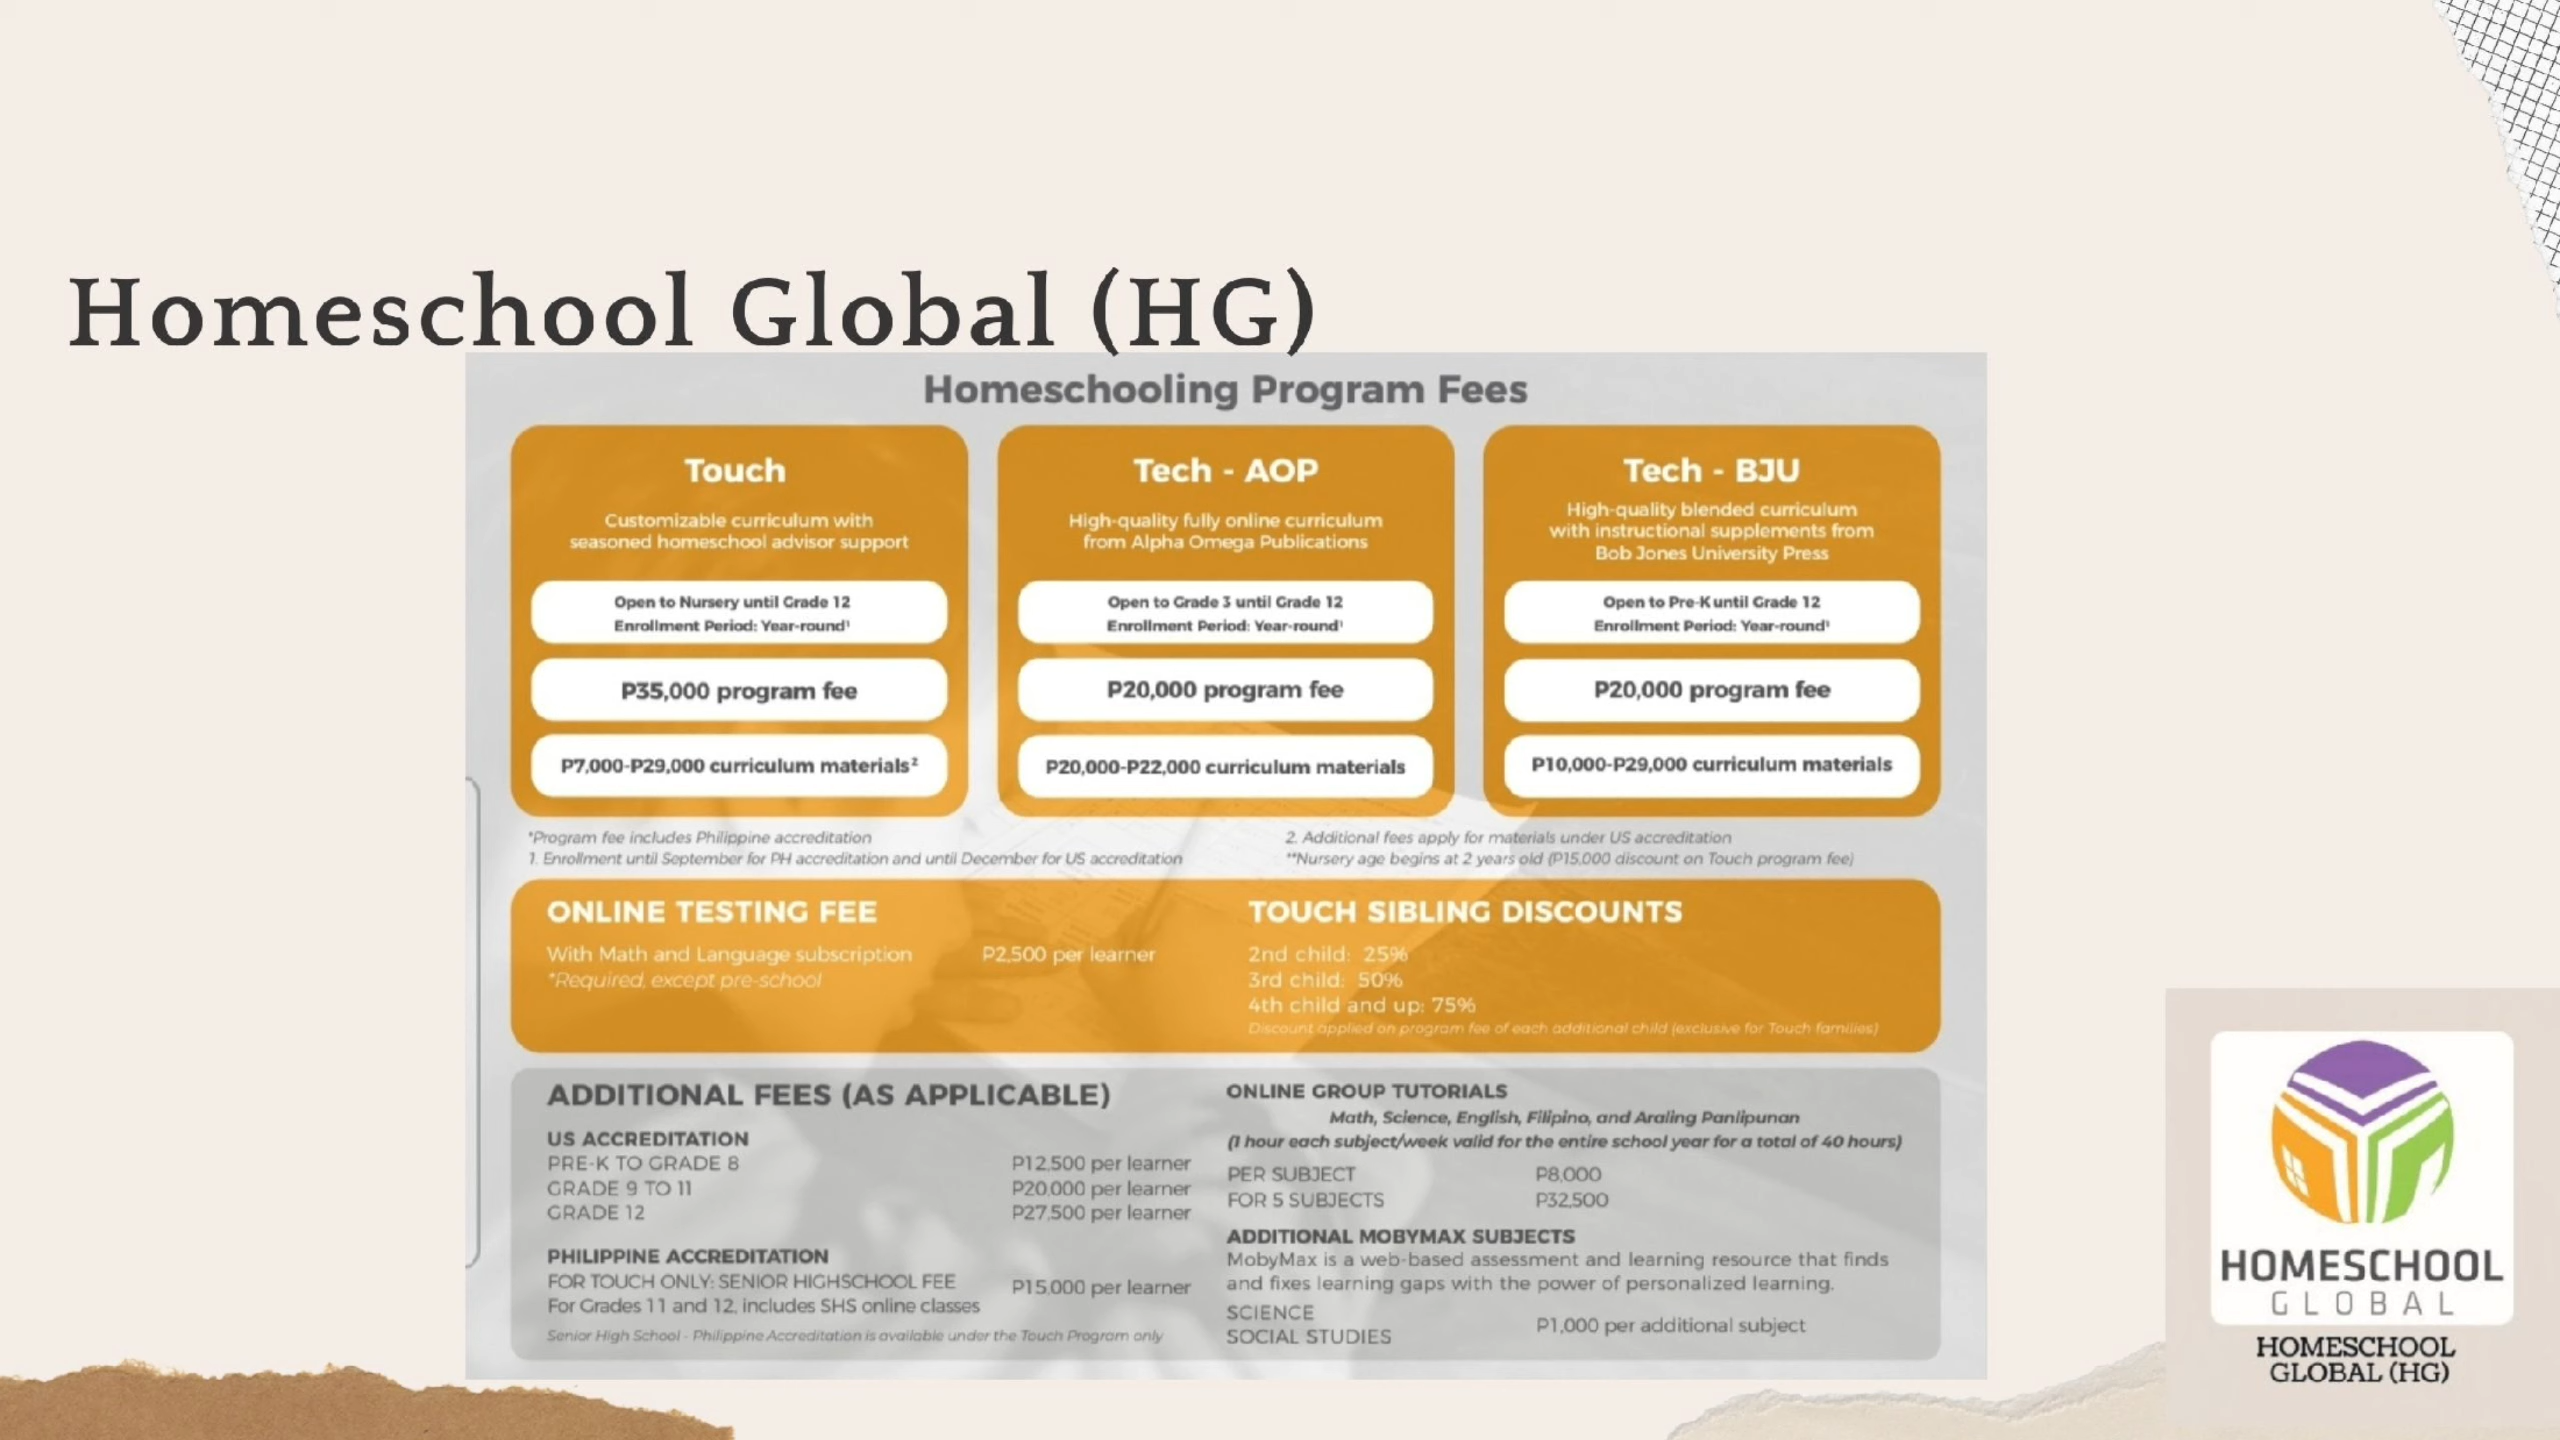 Homeschool Global (HG)
Homeschooling Program Fees
Touch
Customizable curriculum with
seasoned homeschool advisor support
Open to Nursery until Grade 12
Enrollment Period: Year-round¹
P35,000 program fee
P7,000-P29,000 curriculum materials²
Tech - AOP
High-quality fully online curriculum
from Alpha Omega Publications
Open to Grade 3 until Grade 12
Enrollment Period: Year-round¹
P20,000 program fee
P20,000-P22,000 curriculum materials
Tech - BJU
High-quality blended curriculum
with instructional supplements from
Bob Jones University Press
Open to Pre-K until Grade 12
Enrollment Period: Year-round¹
P20,000 program fee
P10,000-P29,000 curriculum materials
*Program fee includes Philippine accreditation
1. Enrollment until September for PH accreditation and until December for US accreditation
2. Additional fees apply for materials under US accreditation
**Nursery age begins at 2 years old (P15,000 discount on Touch program fee)
ONLINE TESTING FEE
With Math and Language subscription P2,500 per learner
*Required, except pre-school
TOUCH SIBLING DISCOUNTS
2nd child: 25%
3rd child: 50%
4th child and up: 75%
Discount applied on program fee of each additional child (exclusive for Touch families)
ADDITIONAL FEES (AS APPLICABLE)
US ACCREDITATION
PRE-K TO GRADE 8 P12,500 per learner
GRADE 9 TO 11 P20,000 per learner
GRADE 12 P27,500 per learner
PHILIPPINE ACCREDITATION
FOR TOUCH ONLY: SENIOR HIGHSCHOOL FEE
For Grades 11 and 12, includes SHS online classes
P15,000 per learner
Senior High School - Philippine Accreditation is available under the Touch Program only
ONLINE GROUP TUTORIALS
Math, Science, English, Filipino, and Araling Panlipunan
(1 hour each subject/week valid for the entire school year for a total of 40 hours)
PER SUBJECT P8,000
FOR 5 SUBJECTS P32,500
ADDITIONAL MOBYMAX SUBJECTS
MobyMax is a web-based assessment and learning resource that finds
and fixes learning gaps with the power of personalized learning.
SCIENCE
SOCIAL STUDIES
P1,000 per additional subject
HOMESCHOOL
GLOBAL
HOMESCHOOL
GLOBAL (HG)